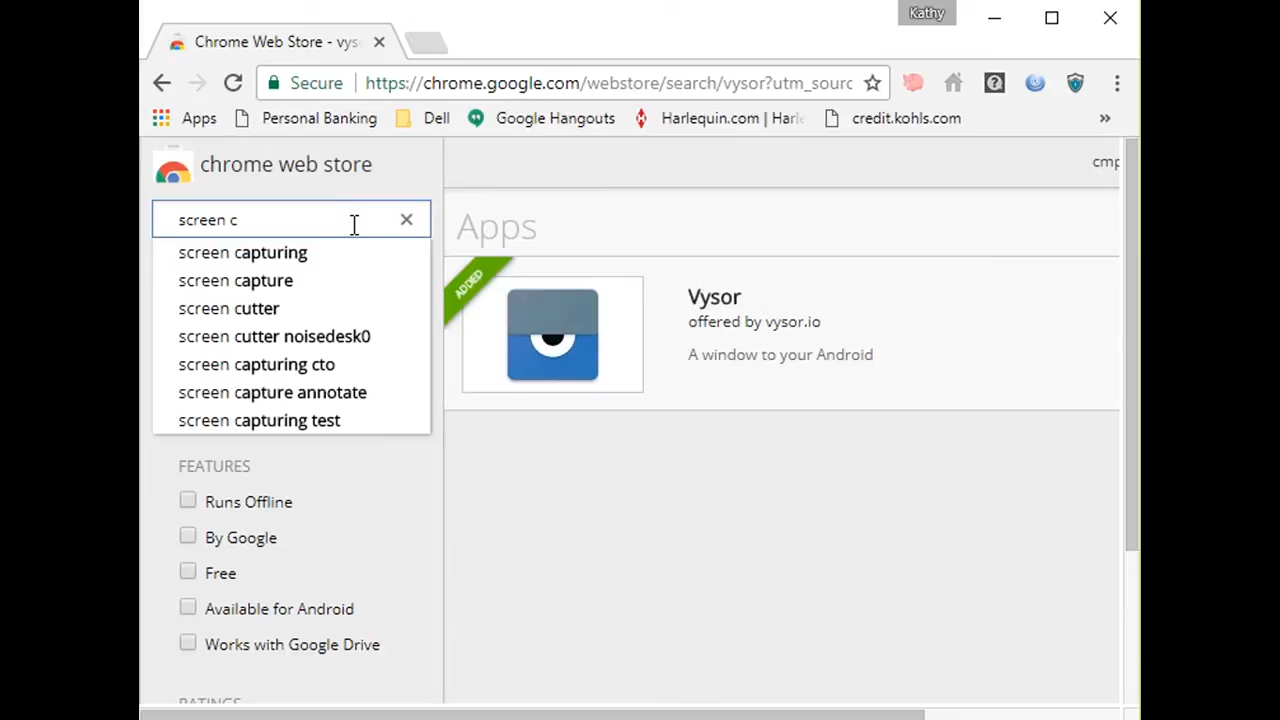 Kathy
Chrome Web Store - vys
Secure https://chrome.google.com/webstore/search/vysor?utm_sourc
Apps Personal Banking Dell Google Hangouts Harlequin.com | Harle credit.kohls.com »
chrome web store
cmp
screen c
screen capturing
screen capture
screen cutter
screen cutter noisedesk0
screen capturing cto
screen capture annotate
screen capturing test
Apps
ADDED
Vysor
offered by vysor.io
A window to your Android
FEATURES
Runs Offline
By Google
Free
Available for Android
Works with Google Drive
RATINGS